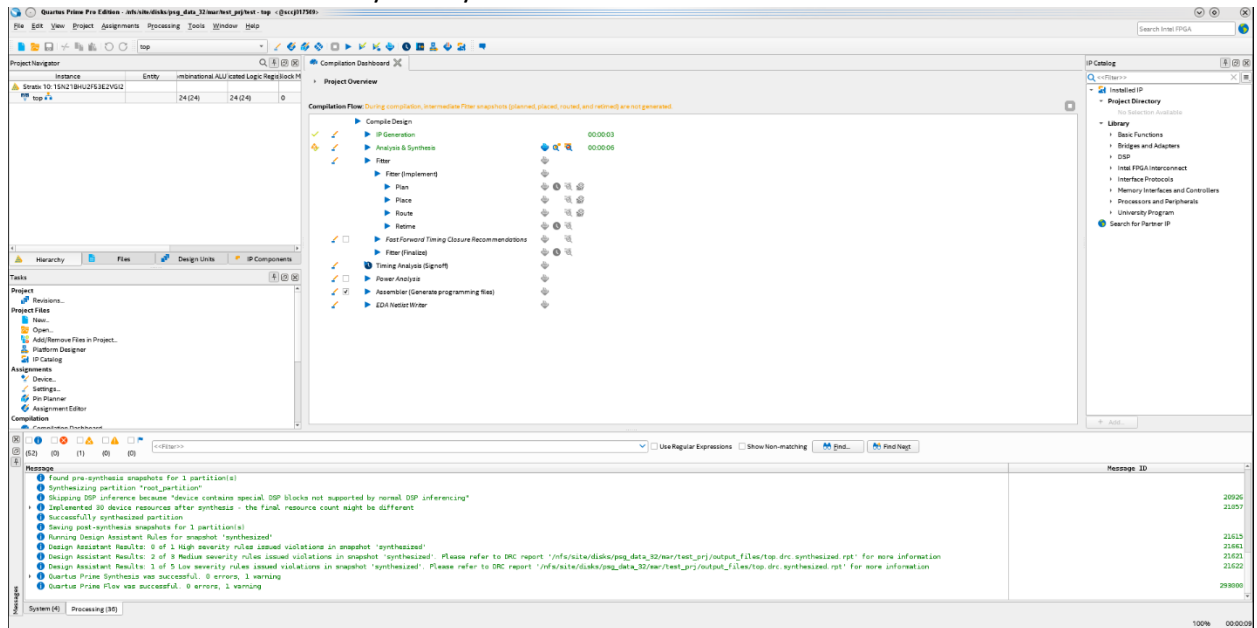 Quartus Prime Pro Edition - /nfs/site/disks/psg_data_32/mar/test_prj/test - top <@sccj017509>
File Edit View Project Assignments Processing Tools Window Help
Search Intel FPGA
top
Project Navigator
Instance Entity
Stratix 10: 1SN21BHU2F53E2VGI2
top 24 (24) 24 (24) 0
Hierarchy Files Design Units IP Components
Tasks
Project
Revisions...
Project Files
New...
Open...
Add/Remove Files in Project...
Platform Designer
IP Catalog
Assignments
Device...
Settings...
Pin Planner
Assignment Editor
Compilation
Compilation Dashboard
Compilation Dashboard
Project Overview
Compilation Flow: During compilation, intermediate Fitter snapshots (planned, placed, routed, and retimed) are not generated.
Compile Design
IP Generation 00:00:03
Analysis & Synthesis 00:00:06
Fitter
Fitter (Implement)
Plan
Place
Route
Retime
Fast Forward Timing Closure Recommendations
Fitter (Finalize)
Timing Analysis (Signoff)
Power Analysis
Assembler (Generate programming files)
EDA Netlist Writer
IP Catalog
<<Filter>>
Installed IP
Project Directory
No Selection Available
Library
Basic Functions
Bridges and Adapters
DSP
Intel FPGA Interconnect
Interface Protocols
Memory Interfaces and Controllers
Processors and Peripherals
University Program
Search for Partner IP
+ Add...
(52) (0) (1) (0) (0)
<<Filter>>
Use Regular Expressions Show Non-matching Find... Find Next
Message Message ID
found pre-synthesis snapshots for 1 partition(s)
Synthesizing partition "root_partition"
Skipping DSP inference because "device contains special DSP blocks not supported by normal DSP inferencing" 20926
Implemented 30 device resources after synthesis - the final resource count might be different 21057
Successfully synthesized partition
Saving post-synthesis snapshots for 1 partition(s)
Running Design Assistant Rules for snapshot 'synthesized' 21615
Design Assistant Results: 0 of 1 High severity rules issued violations in snapshot 'synthesized' 21661
Design Assistant Results: 2 of 3 Medium severity rules issued violations in snapshot 'synthesized'. Please refer to DRC report '/nfs/site/disks/psg_data_32/mar/test_prj/output_files/top.drc.synthesized.rpt' for more information 21621
Design Assistant Results: 1 of 5 Low severity rules issued violations in snapshot 'synthesized'. Please refer to DRC report '/nfs/site/disks/psg_data_32/mar/test_prj/output_files/top.drc.synthesized.rpt' for more information 21622
Quartus Prime Synthesis was successful. 0 errors, 1 warning
Quartus Prime Flow was successful. 0 errors, 1 warning 293000
Messages
System (4) Processing (36)
100% 00:00:09